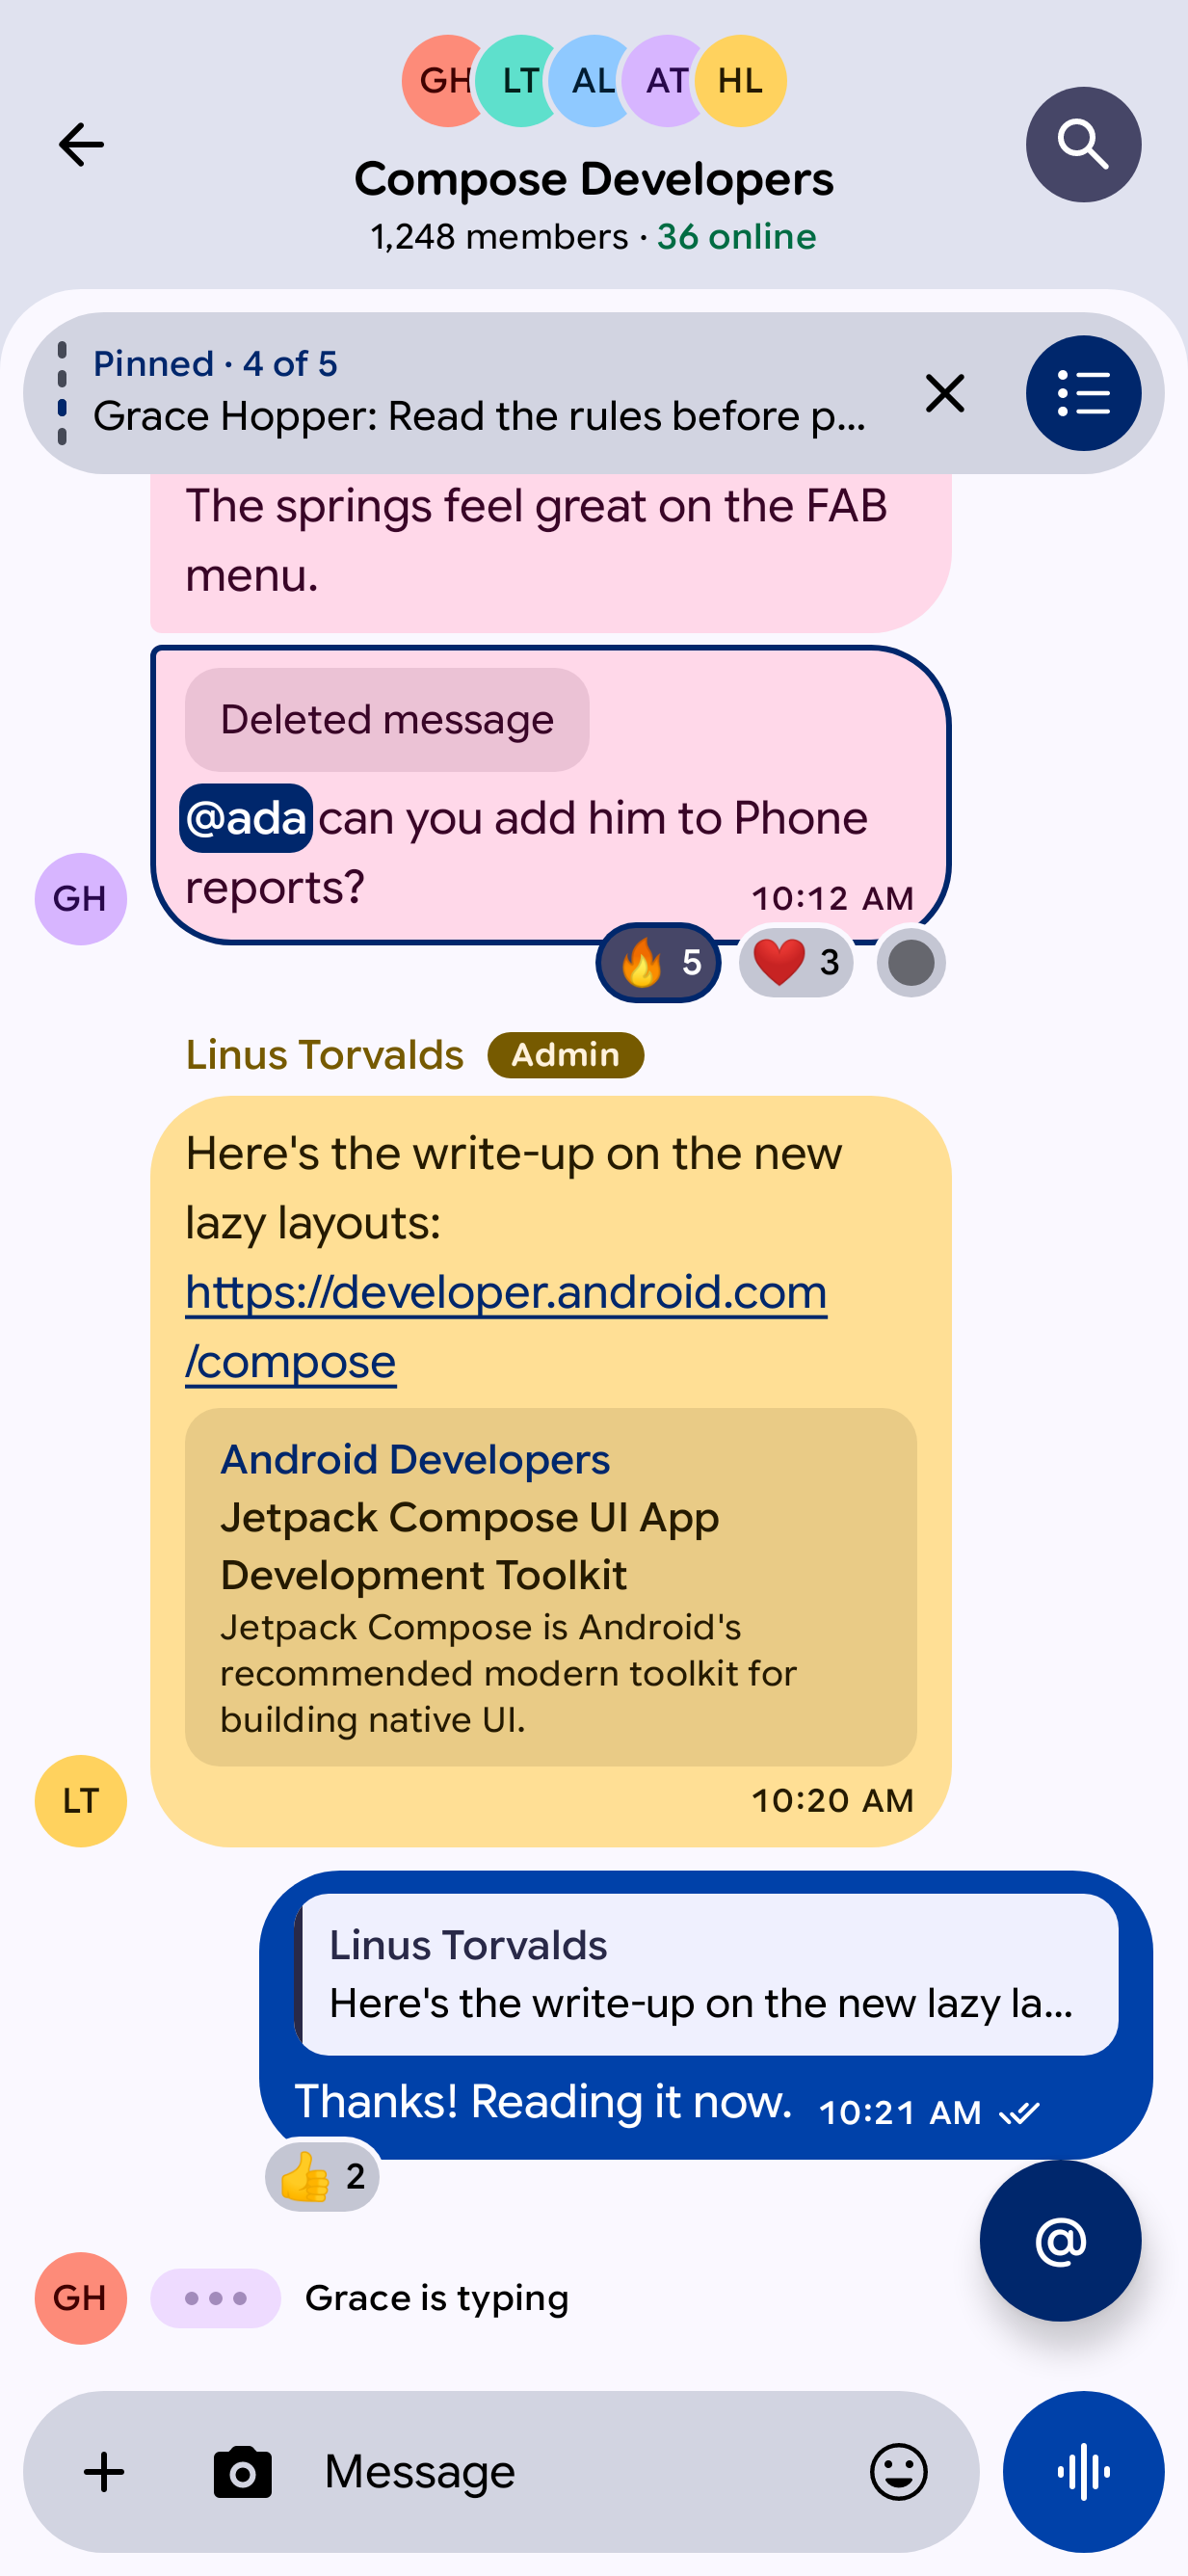 GH LT AL AT HL
Compose Developers
1,248 members · 36 online
Pinned · 4 of 5
Grace Hopper: Read the rules before p...
The springs feel great on the FAB
menu.
Deleted message
@ada can you add him to Phone
reports?
10:12 AM
GH
🔥 5 ❤️ 3
Linus Torvalds Admin
Here's the write-up on the new
lazy layouts:
https://developer.android.com
/compose
Android Developers
Jetpack Compose UI App
Development Toolkit
Jetpack Compose is Android's
recommended modern toolkit for
building native UI.
LT
10:20 AM
Linus Torvalds
Here's the write-up on the new lazy la...
Thanks! Reading it now. 10:21 AM
👍 2
@
GH
Grace is typing
Message